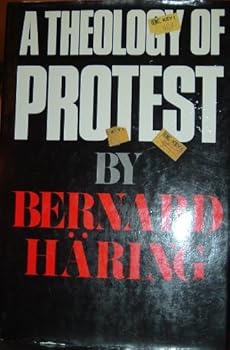 A THEOLOGY OF
PROTEST
BY
BERNARD
HÄRING